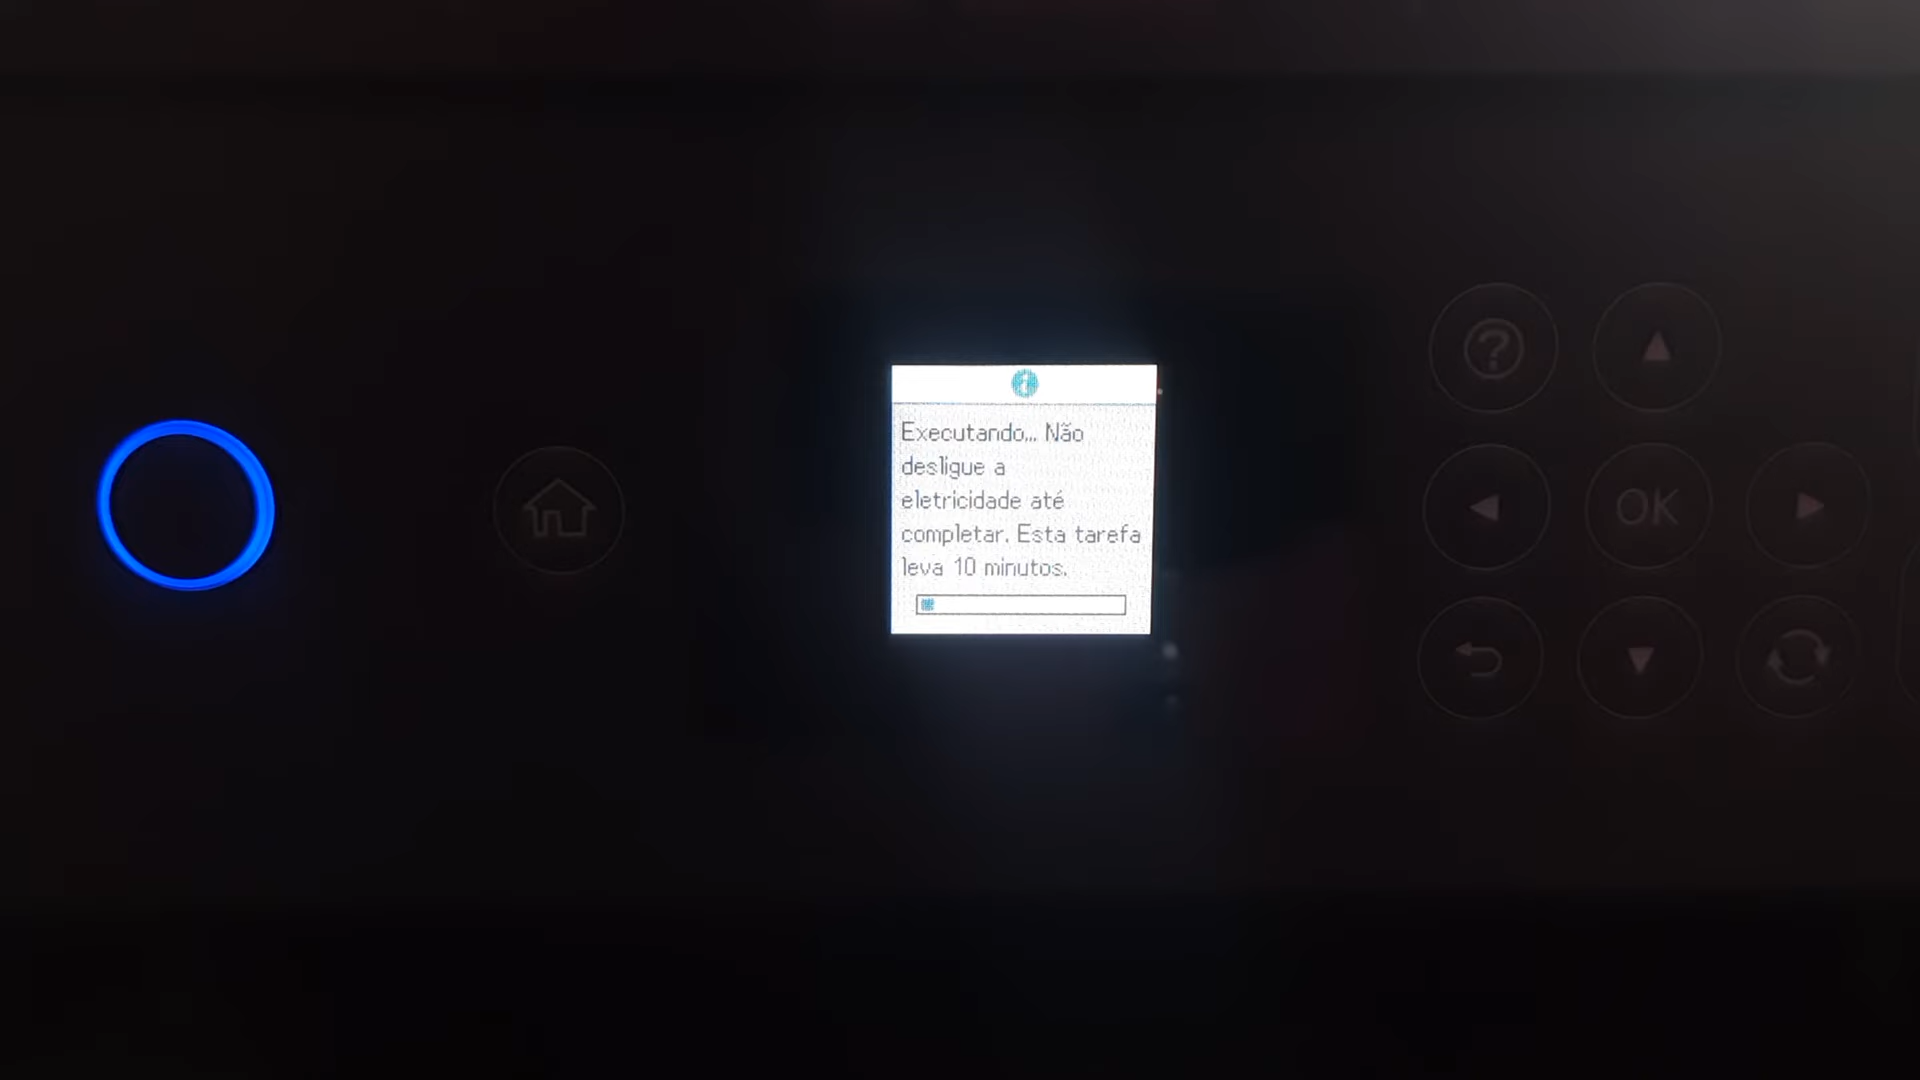 Executando... Não
desligue a
eletricidade até
completar. Esta tarefa
leva 10 minutos.
OK